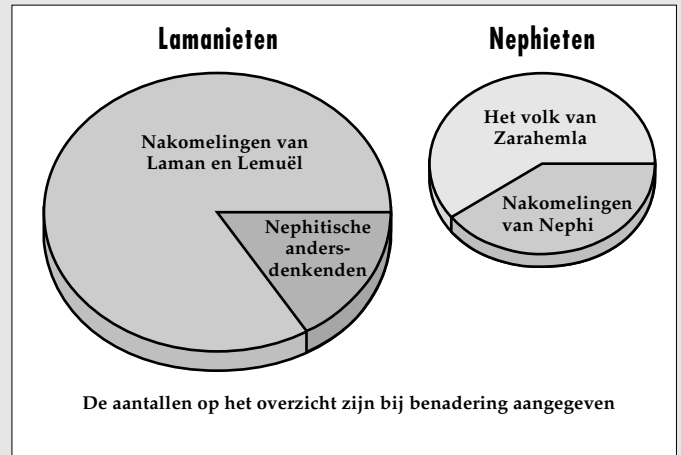 Lamanieten
Nephieten
Nakomelingen van
Laman en Lemuël
Nephitische
anders-
denkenden
Het volk van
Zarahemla
Nakomelingen
van Nephi
De aantallen op het overzicht zijn bij benadering aangegeven